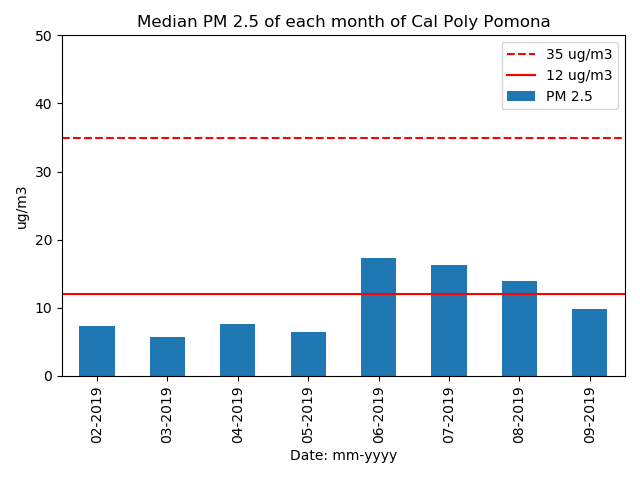 Median PM 2.5 of each month of Cal Poly Pomona
50
40
30
20
10
0
ug/m3
35 ug/m3
12 ug/m3
PM 2.5
02-2019
03-2019
04-2019
05-2019
06-2019
07-2019
08-2019
09-2019
Date: mm-yyyy